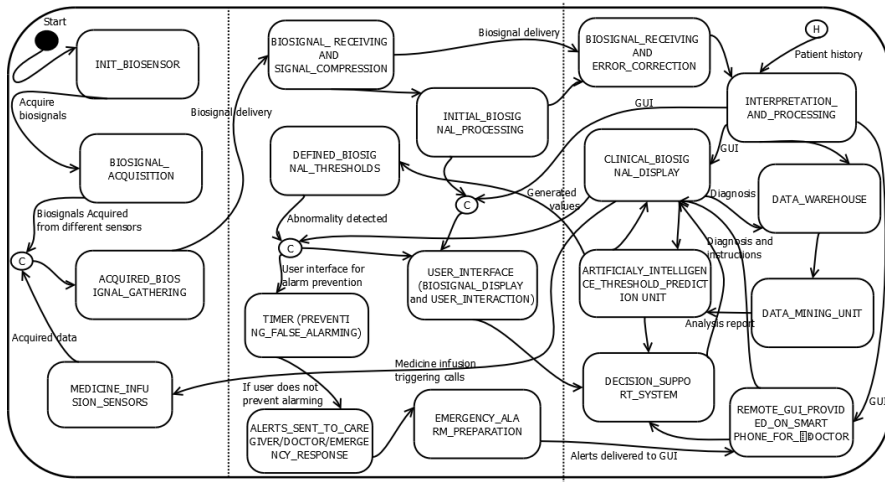 Start
INIT_BIOSENSOR
Acquire
biosignals
BIOSIGNAL_
ACQUISITION
Biosignals Acquired
from different sensors
C
ACQUIRED_BIOS
IGNAL_GATHERING
Acquired data
MEDICINE_INFU
SION_SENSORS
Biosignal delivery
BIOSIGNAL_RECEIVING
AND
SIGNAL_COMPRESSION
Biosignal delivery
INITIAL_BIOSIG
NAL_PROCESSING
DEFINED_BIOSIG
NAL_THRESHOLDS
C
Abnormality detected
C
User interface for
alarm prevention
USER_INTERFACE
(BIOSIGNAL_DISPLAY
and USER_INTERACTION)
TIMER (PREVENTI
NG_FALSE_ALARMING)
Medicine infusion
triggering calls
If user does not
prevent alarming
ALERTS_SENT_TO_CARE
GIVER/DOCTOR/EMERGE
NCY_RESPONSE
EMERGENCY_ALA
RM_PREPARATION
Alerts delivered to GUI
BIOSIGNAL_RECEIVING
AND
ERROR_CORRECTION
H
Patient history
GUI
INTERPRETATION_
AND_PROCESSING
GUI
CLINICAL_BIOSIG
NAL_DISPLAY
Generated
values
Diagnosis
DATA_WAREHOUSE
Diagnosis and
instructions
ARTIFICIALY_INTELLIGEN
CE_THRESHOLD_PREDICT
ION UNIT
DATA_MINING_UNIT
Analysis report
DECISION_SUPPO
RT_SYSTEM
GUI
REMOTE_GUI_PROVID
ED_ON_SMART
PHONE_FOR_DOCTOR